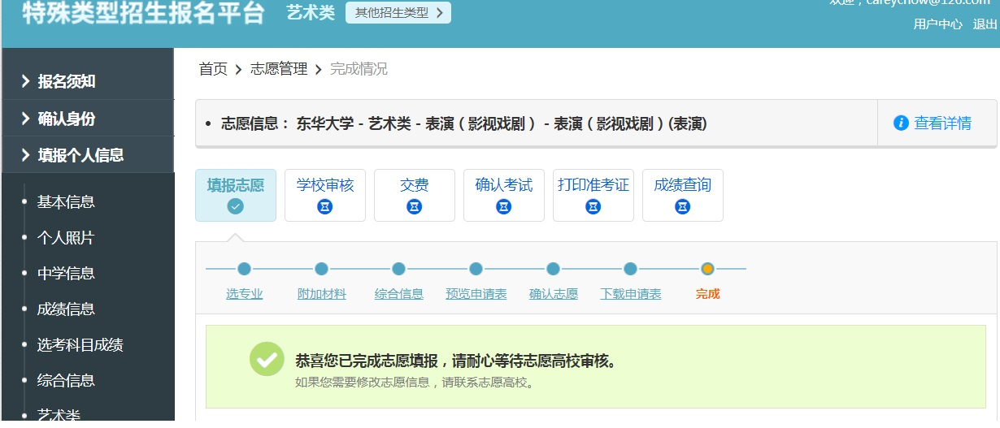 特殊类型招生报名平台 艺术类 其他招生类型
欢迎，careychow@126.com
用户中心 退出
报名须知
确认身份
填报个人信息
基本信息
个人照片
中学信息
成绩信息
选考科目成绩
综合信息
艺术类
首页 > 志愿管理 > 完成情况
• 志愿信息： 东华大学 - 艺术类 - 表演（影视戏剧） - 表演（影视戏剧）(表演)
查看详情
填报志愿 学校审核 交费 确认考试 打印准考证 成绩查询
选专业 附加材料 综合信息 预览申请表 确认志愿 下载申请表 完成
恭喜您已完成志愿填报，请耐心等待志愿高校审核。
如果您需要修改志愿信息，请联系志愿高校。